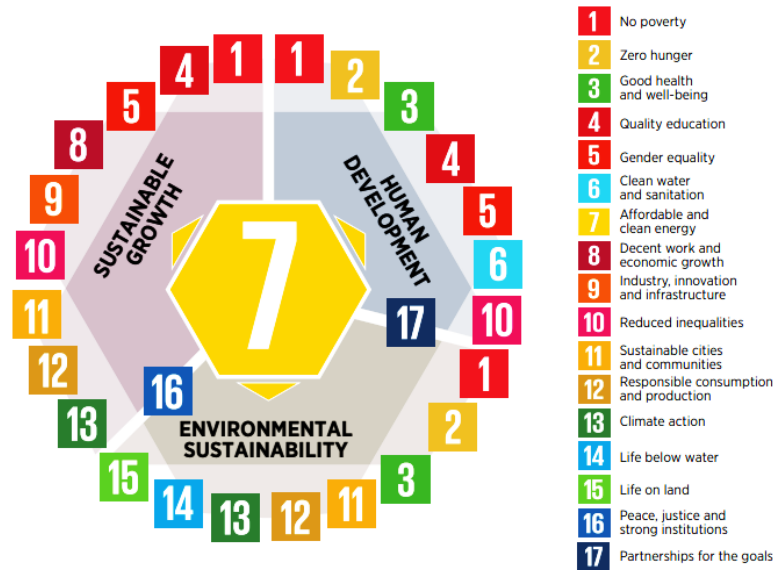 1
1
2
3
4
5
6
10
1
2
3
11
12
13
14
15
13
12
11
10
9
8
5
4
SUSTAINABLE
GROWTH
HUMAN
DEVELOPMENT
7
17
16
ENVIRONMENTAL
SUSTAINABILITY
1 No poverty
2 Zero hunger
3 Good health
and well-being
4 Quality education
5 Gender equality
6 Clean water
and sanitation
7 Affordable and
clean energy
8 Decent work and
economic growth
9 Industry, innovation
and infrastructure
10 Reduced inequalities
11 Sustainable cities
and communities
12 Responsible consumption
and production
13 Climate action
14 Life below water
15 Life on land
16 Peace, justice and
strong institutions
17 Partnerships for the goals